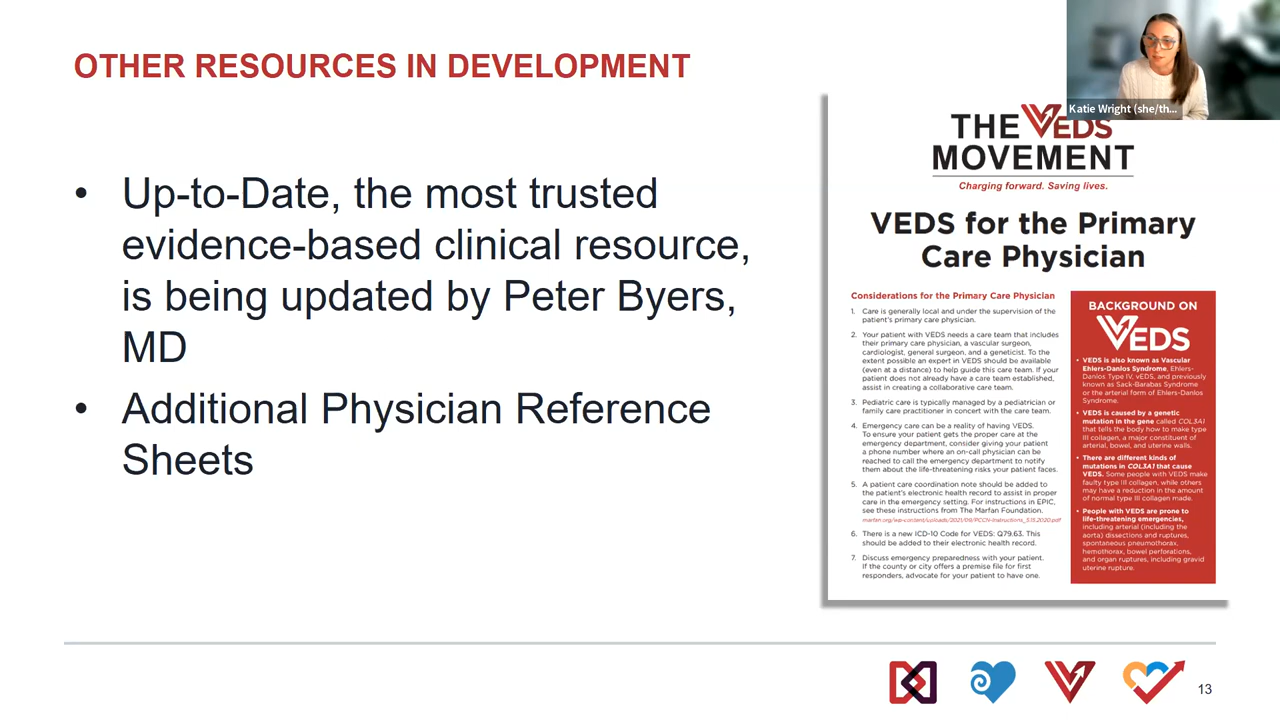 OTHER RESOURCES IN DEVELOPMENT
Katie Wright (she/th...
• Up-to-Date, the most trusted
evidence-based clinical resource,
is being updated by Peter Byers,
MD
• Additional Physician Reference
Sheets
THE VEDS
MOVEMENT
Charging forward. Saving lives.
VEDS for the Primary
Care Physician
Considerations for the Primary Care Physician
1. Care is generally local and under the supervision of the
patient's primary care physician.
2. Your patient with VEDS needs a care team that includes
their primary care physician, a vascular surgeon,
cardiologist, general surgeon, and a geneticist. To the
extent possible an expert in VEDS should be available
(even at a distance) to help guide this care team. If your
patient does not already have a care team established,
assist in creating a collaborative care team.
3. Pediatric care is typically managed by a pediatrician or
family care practitioner in concert with the care team.
4. Emergency care can be a reality of having VEDS.
To ensure your patient gets the proper care at the
emergency department, consider giving your patient
a phone number where an on-call physician can be
reached to call the emergency department to notify
them about the life-threatening risks your patient faces.
5. A patient care coordination note should be added to
the patient's electronic health record to assist in proper
care in the emergency setting. For instructions in EPIC,
see these instructions from The Marfan Foundation.
marfan.org/wp-content/uploads/2021/09/PCCN-Instructions_5.15.2020.pdf
6. There is a new ICD-10 Code for VEDS: Q79.63. This
should be added to their electronic health record.
7. Discuss emergency preparedness with your patient.
If the county or city offers a premise file for first
responders, advocate for your patient to have one.
BACKGROUND ON
VEDS
• VEDS is also known as Vascular
Ehlers-Danlos Syndrome, Ehlers-
Danlos Type IV, vEDS, and previously
known as Sack-Barabas Syndrome
or the arterial form of Ehlers-Danlos
Syndrome.
• VEDS is caused by a genetic
mutation in the gene called COL3A1
that tells the body how to make type
III collagen, a major constituent of
arterial, bowel, and uterine walls.
• There are different kinds of
mutations in COL3A1 that cause
VEDS. Some people with VEDS make
faulty type III collagen, while others
may have a reduction in the amount
of normal type III collagen made.
• People with VEDS are prone to
life-threatening emergencies,
including arterial (including the
aorta) dissections and ruptures,
spontaneous pneumothorax,
hemothorax, bowel perforations,
and organ ruptures, including gravid
uterine rupture.
13